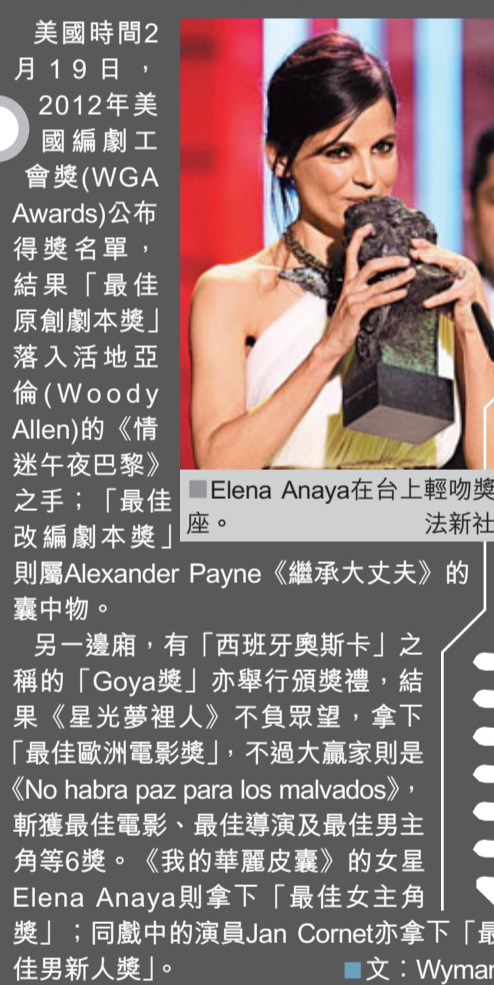 美國時間2
月19日，
2012年美
國編劇工
會獎(WGA
Awards)公布
得獎名單，
結果「最佳
原創劇本獎」
落入活地亞
倫(Woody
Allen)的《情
迷午夜巴黎》
之手；「最佳
改編劇本獎」
則屬Alexander Payne《繼承大丈夫》的
囊中物。
■Elena Anaya在台上輕吻獎
座。 法新社
另一邊廂，有「西班牙奧斯卡」之
稱的「Goya獎」亦舉行頒獎禮，結
果《星光夢裡人》不負眾望，拿下
「最佳歐洲電影獎」，不過大贏家則是
《No habra paz para los malvados》，
斬獲最佳電影、最佳導演及最佳男主
角等6獎。《我的華麗皮囊》的女星
Elena Anaya則拿下「最佳女主角
獎」；同戲中的演員Jan Cornet亦拿下「最
佳男新人獎」。
■文：Wyman